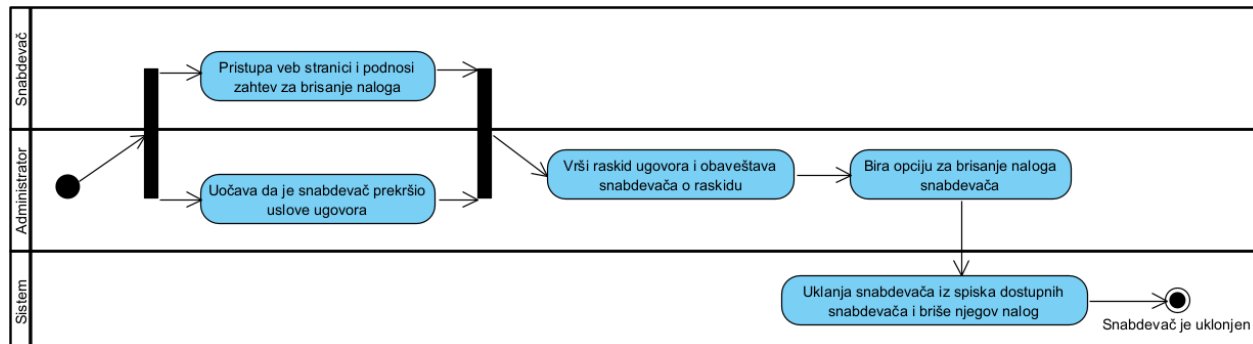 Snabdevač
Pristupa veb stranici i podnosi
zahtev za brisanje naloga
Administrator
Uočava da je snabdevač prekršio
uslove ugovora
Vrši raskid ugovora i obaveštava
snabdevača o raskidu
Bira opciju za brisanje naloga
snabdevača
Sistem
Uklanja snabdevača iz spiska dostupnih
snabdevača i briše njegov nalog
Snabdevač je uklonjen